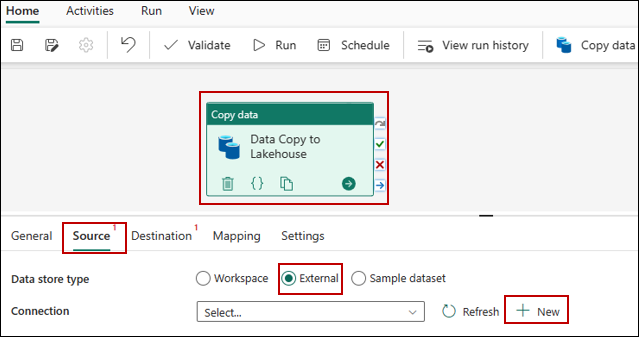 Home Activities Run View
Validate Run Schedule View run history Copy data
Copy data
Data Copy to
Lakehouse
General Source 1 Destination 1 Mapping Settings
Data store type Workspace External Sample dataset
Connection Select... Refresh New